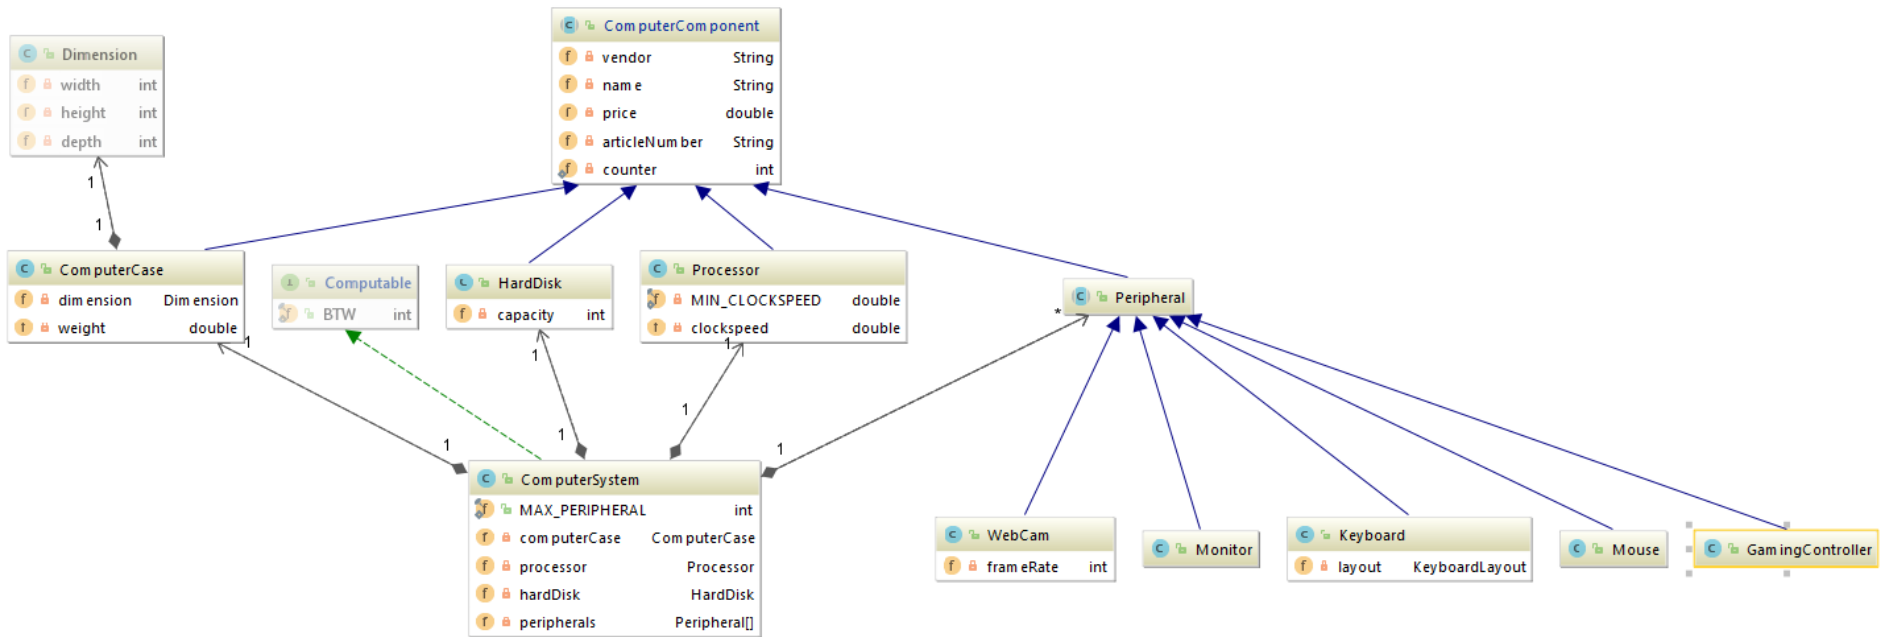 ComputerComponent
vendor String
name String
price double
articleNumber String
counter int
Dimension
width int
height int
depth int
1
1
ComputerCase
dimension Dimension
weight double
Computable
BTW int
HardDisk
capacity int
Processor
MIN_CLOCKSPEED double
clockspeed double
Peripheral
1
1
1
*
1
1
1
1
ComputerSystem
MAX_PERIPHERAL int
computerCase ComputerCase
processor Processor
hardDisk HardDisk
peripherals Peripheral[]
WebCam
frameRate int
Monitor
Keyboard
layout KeyboardLayout
Mouse
GamingController